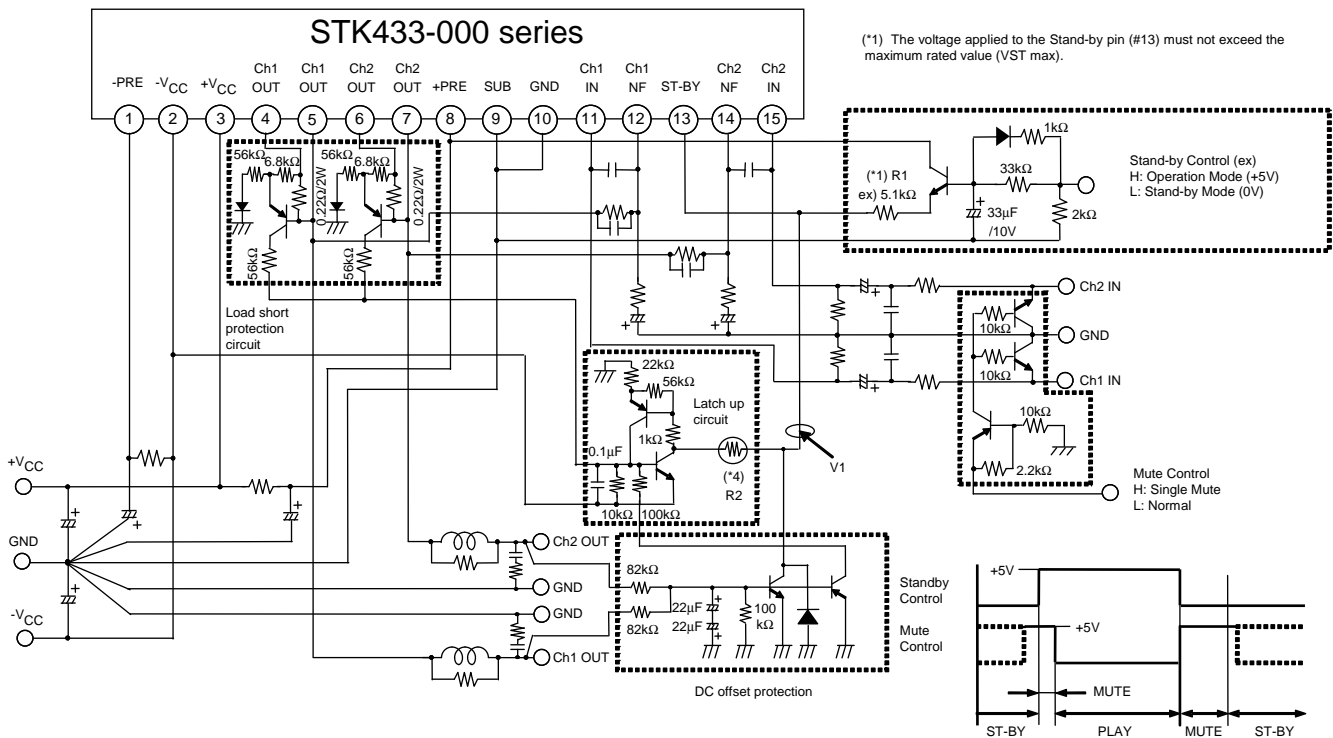 STK433-000 series
(*1) The voltage applied to the Stand-by pin (#13) must not exceed the
maximum rated value (VST max).
-PRE
-VCC
+VCC
Ch1
OUT
Ch1
OUT
Ch2
OUT
Ch2
OUT
+PRE
SUB
GND
Ch1
IN
Ch1
NF
ST-BY
Ch2
NF
Ch2
IN
1
2
3
4
5
6
7
8
9
10
11
12
13
14
15
56kΩ
6.8kΩ
0.22Ω/2W
56kΩ
56kΩ
6.8kΩ
0.22Ω/2W
56kΩ
Load short
protection
circuit
(*1) R1
ex) 5.1kΩ
1kΩ
33kΩ
+
33μF
/10V
2kΩ
Stand-by Control (ex)
H: Operation Mode (+5V)
L: Stand-by Mode (0V)
+
+
+
+
Ch2 IN
GND
Ch1 IN
10kΩ
10kΩ
10kΩ
2.2kΩ
Mute Control
H: Single Mute
L: Normal
22kΩ
56kΩ
Latch up
circuit
1kΩ
0.1μF
(*4)
R2
10kΩ
100kΩ
V1
+VCC
GND
-VCC
+
+
+
+
Ch2 OUT
GND
GND
Ch1 OUT
82kΩ
82kΩ
22μF
+
22μF
+
100
kΩ
DC offset protection
Standby
Control
Mute
Control
+5V
+5V
MUTE
ST-BY
PLAY
MUTE
ST-BY